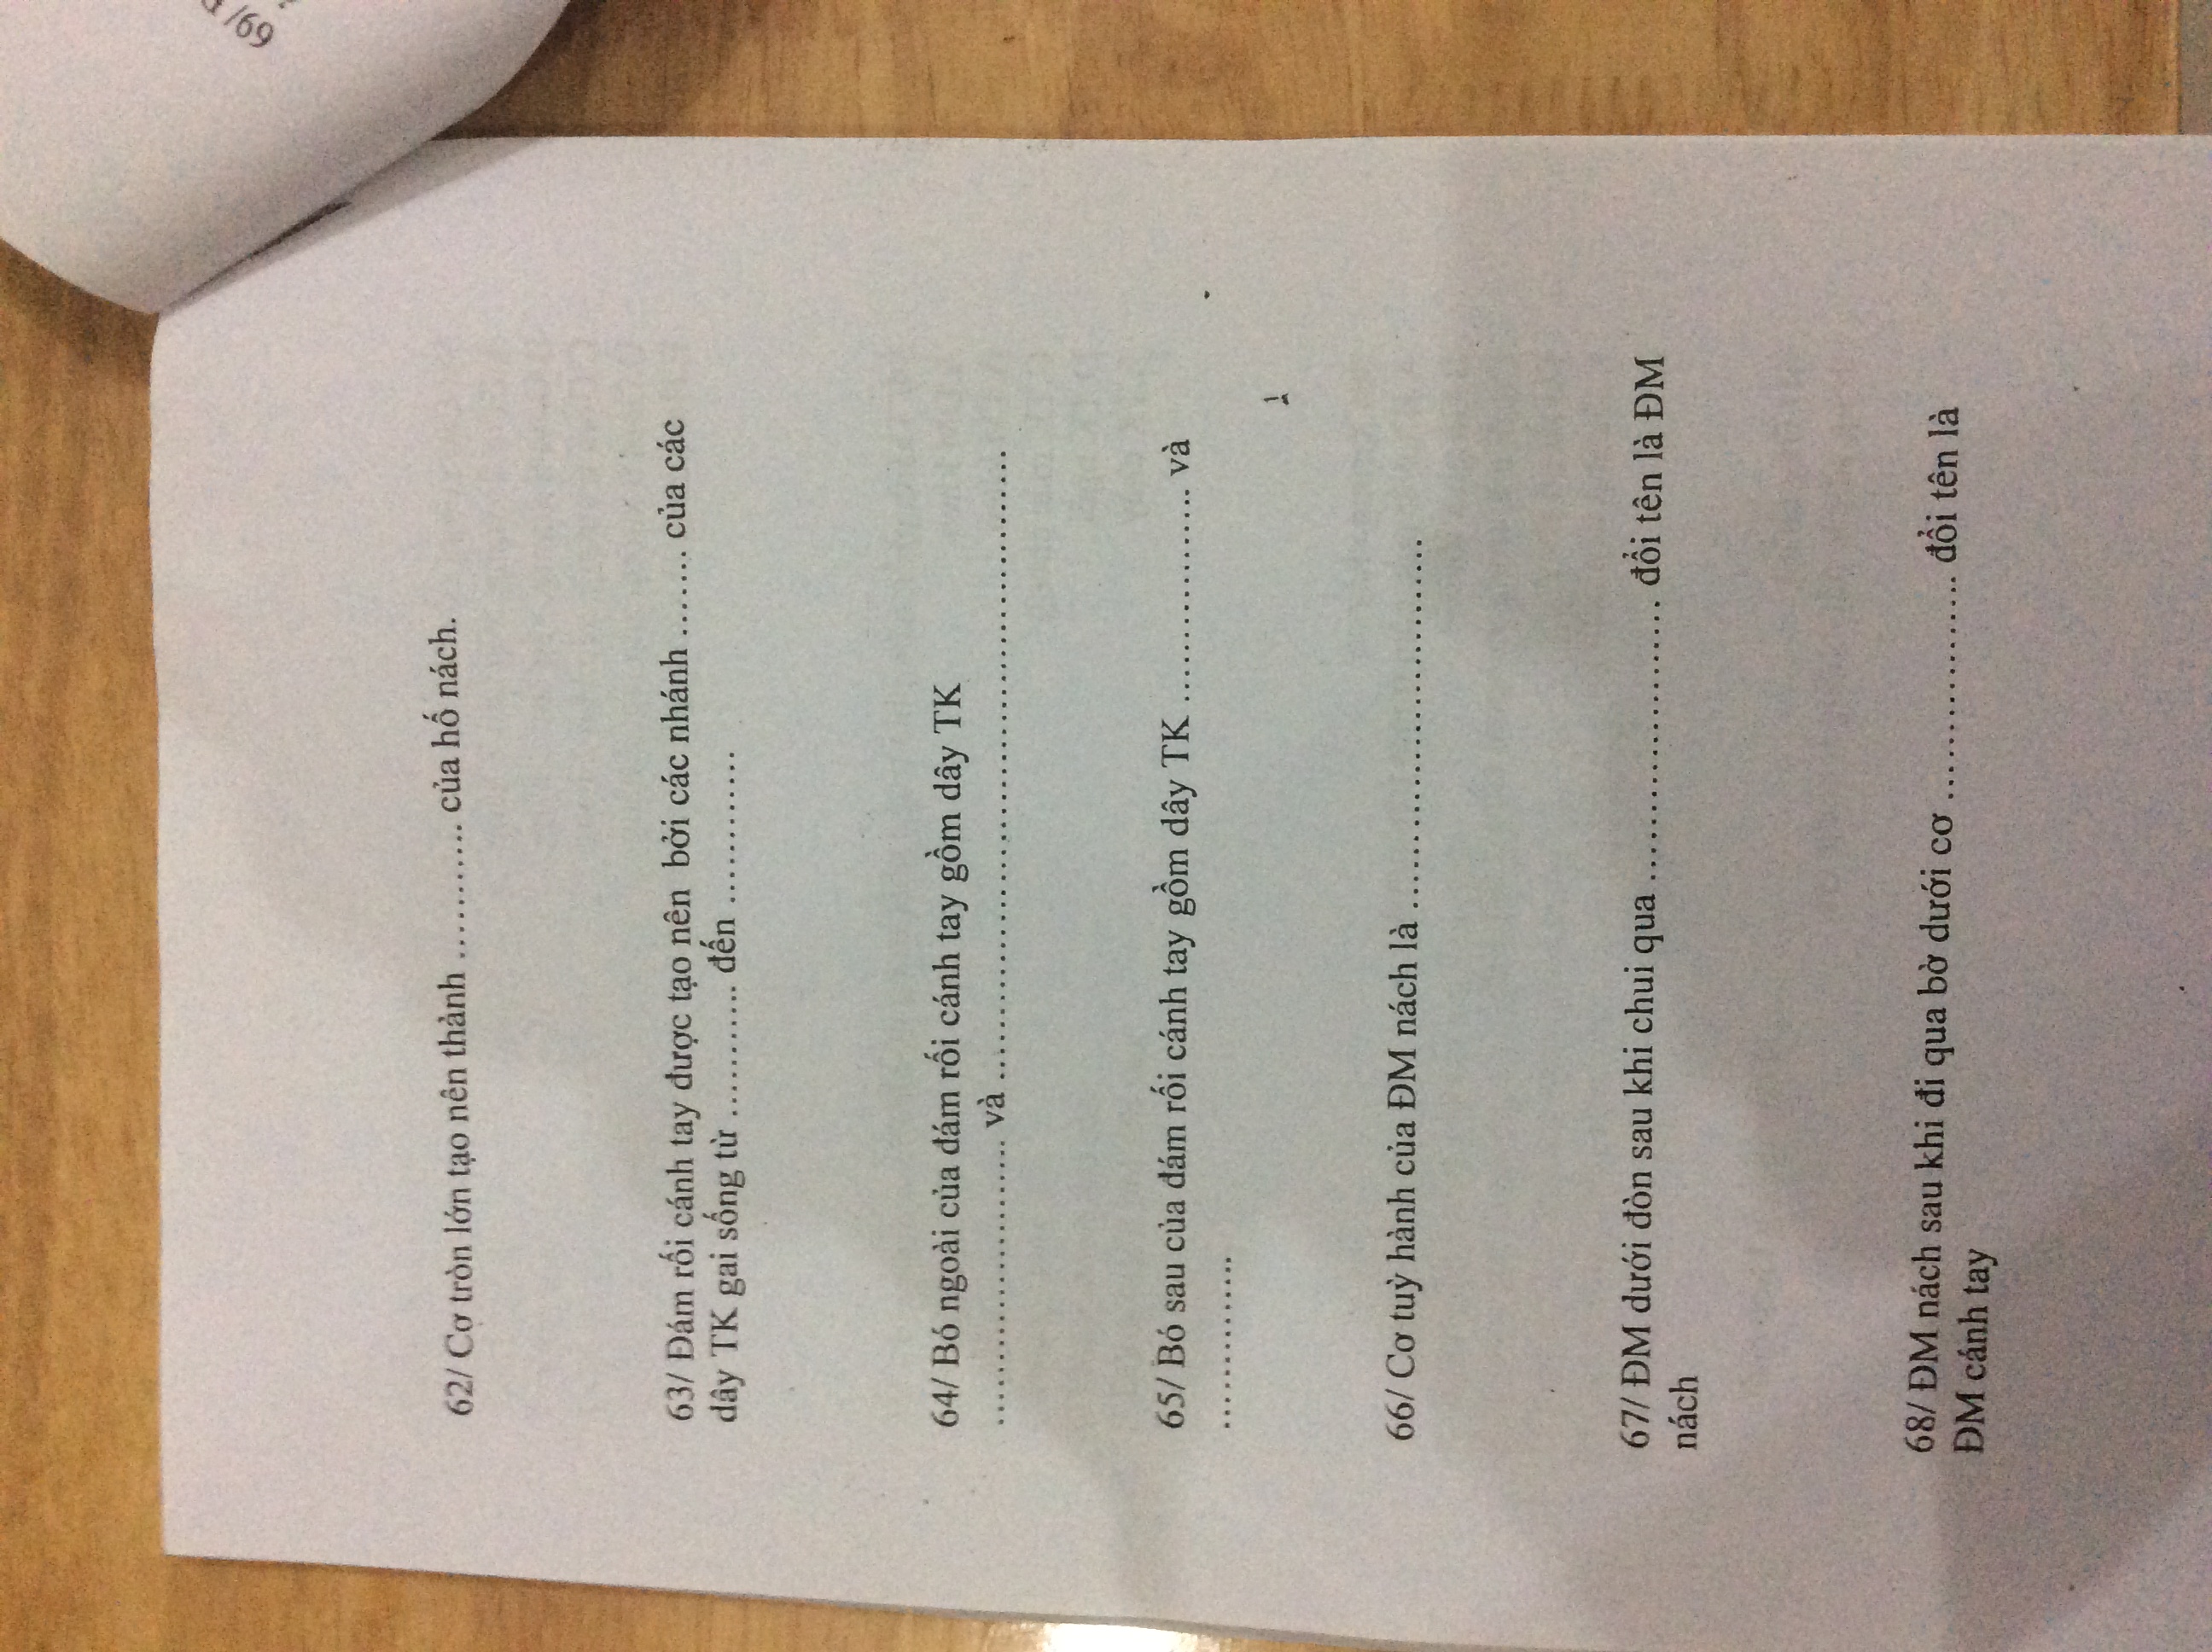 69/
62/ Cơ tròn lớn tạo nên thành ........... của hố nách.
63/ Đám rối cánh tay được tạo nên bởi các nhánh ....... của các
dây TK gai sống từ ........... đến ............
64/ Bó ngoài của đám rối cánh tay gồm dây TK
....................... và ..................................................
65/ Bó sau của đám rối cánh tay gồm dây TK ................. và
..............
66/ Cơ tuỳ hành của ĐM nách là .............................
67/ ĐM dưới đòn sau khi chui qua ...................... đổi tên là ĐM
nách
68/ ĐM nách sau khi đi qua bờ dưới cơ .................. đổi tên là
ĐM cánh tay